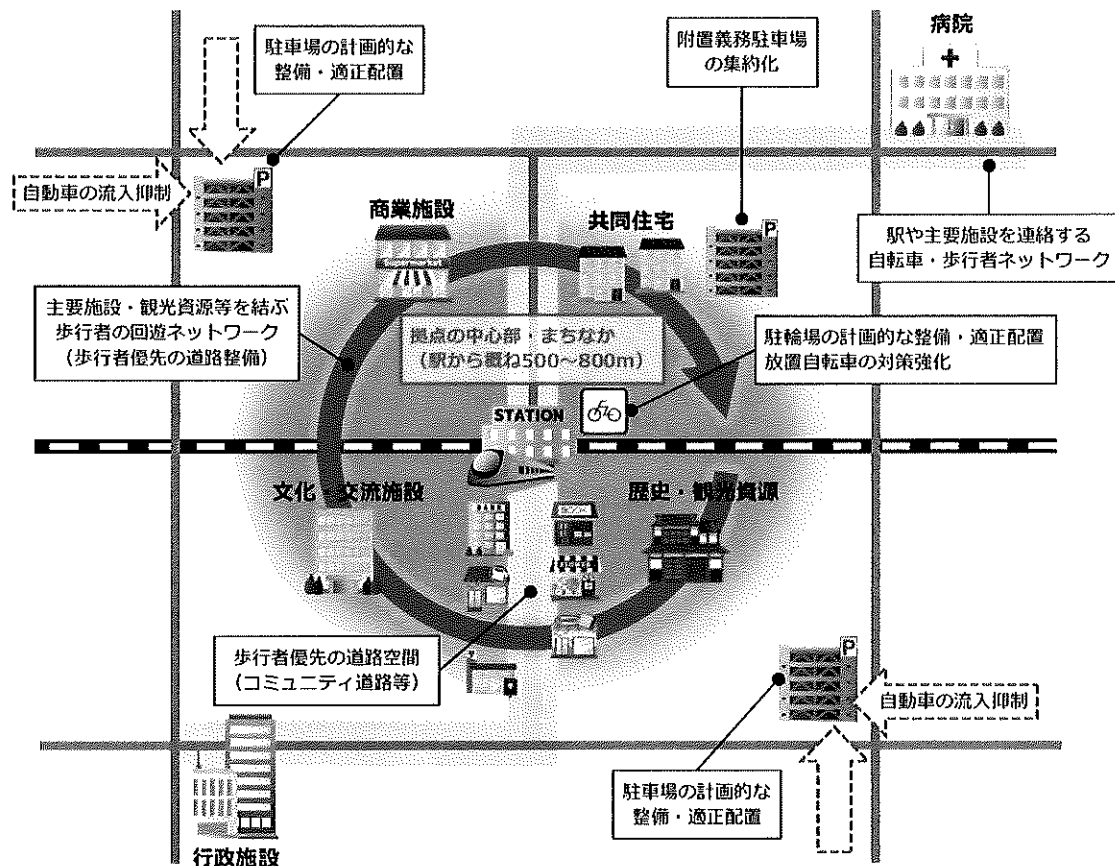 病院
駐車場の計画的な
整備・適正配置
附置義務駐車場
の集約化
P
自動車の流入抑制
商業施設
共同住宅
P
駅や主要施設を連絡する
自転車・歩行者ネットワーク
主要施設・観光資源等を結ぶ
歩行者の回遊ネットワーク
(歩行者優先の道路整備)
拠点の中心部・まちなか
(駅から概ね500～800m)
駐輪場の計画的な整備・適正配置
放置自転車の対策強化
STATION
文化・交流施設
歴史・観光資源
BANK
BOOK
歩行者優先の道路空間
(コミュニティ道路等)
P
自動車の流入抑制
駐車場の計画的な
整備・適正配置
行政施設